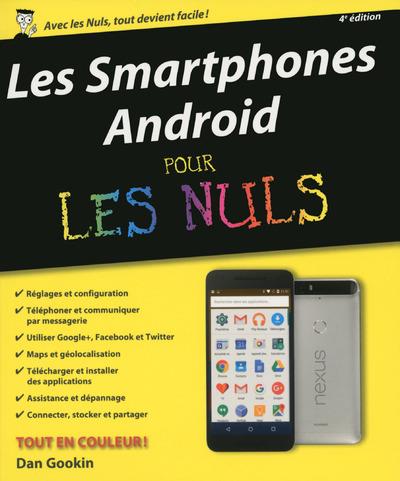 Avec les Nuls, tout devient facile !
4e édition
Les Smartphones
Android
POUR
LES NULS
✓ Réglages et configuration
✓ Téléphoner et communiquer
par messagerie
✓ Utiliser Google+, Facebook et Twitter
✓ Maps et géolocalisation
✓ Télécharger et installer
des applications
✓ Assistance et dépannage
✓ Connecter, stocker et partager
TOUT EN COULEUR !
Dan Gookin
nexus